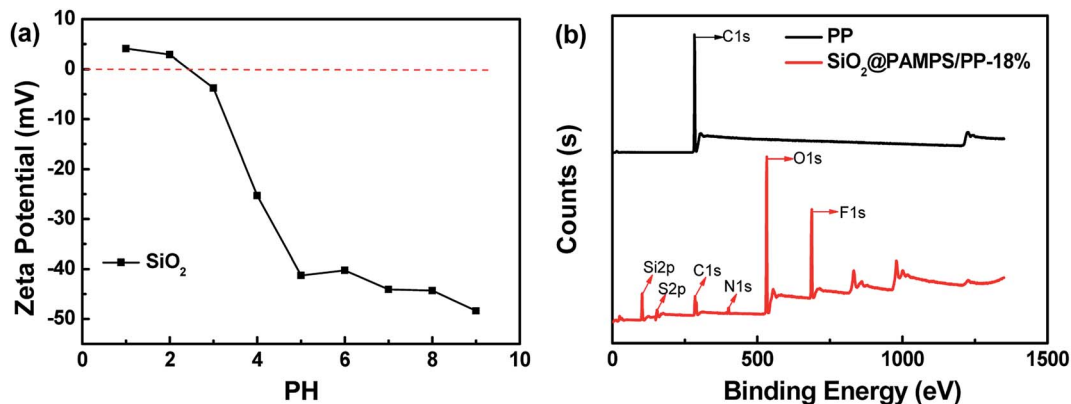 (a)
Zeta Potential (mV)
10
0
-10
-20
-30
-40
-50
SiO2
0 2 4 6 8 10
PH
(b)
Counts (s)
PP
SiO2@PAMPS/PP-18%
C1s
O1s
F1s
Si2p
S2p
C1s
N1s
0 500 1000 1500
Binding Energy (eV)